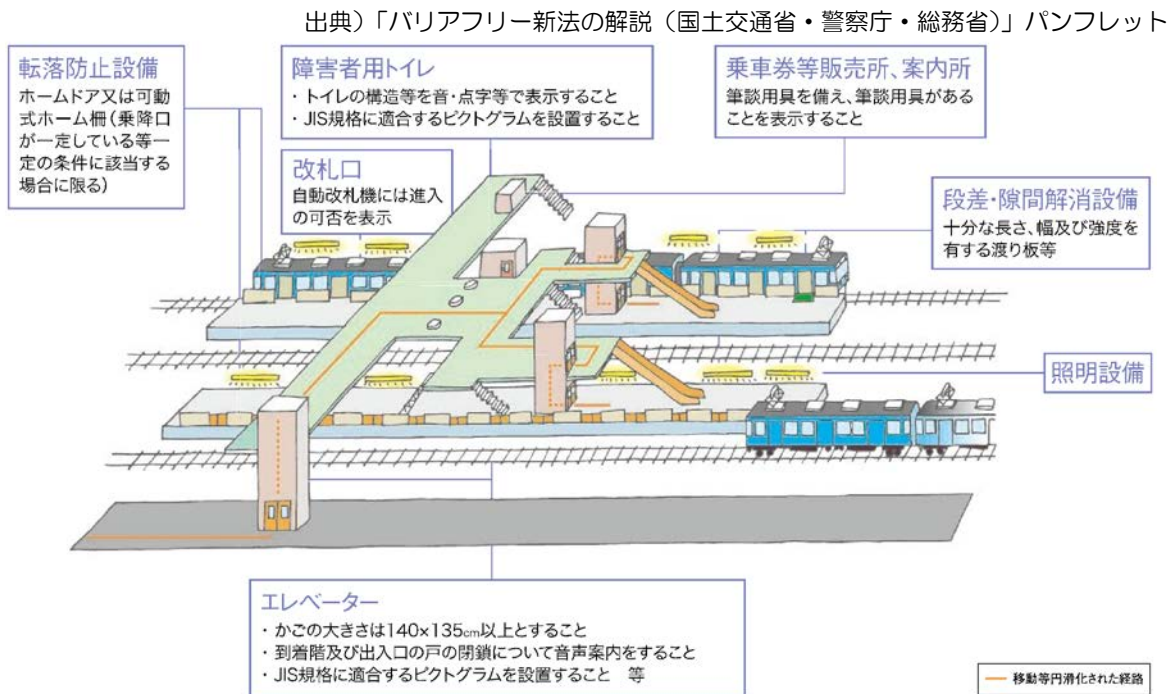 出典）「バリアフリー新法の解説（国土交通省・警察庁・総務省）」パンフレット
転落防止設備
ホームドア又は可動
式ホーム柵（乗降口
が一定している等一
定の条件に該当する
場合に限る）
障害者用トイレ
・トイレの構造等を音・点字等で表示すること
・JIS規格に適合するピクトグラムを設置すること
乗車券等販売所、案内所
筆談用具を備え、筆談用具がある
ことを表示すること
改札口
自動改札機には進入
の可否を表示
段差・隙間解消設備
十分な長さ、幅及び強度を
有する渡り板等
照明設備
エレベーター
・かごの大きさは140×135cm以上とすること
・到着階及び出入口の戸の閉鎖について音声案内をすること
・JIS規格に適合するピクトグラムを設置すること　等
移動等円滑化された経路